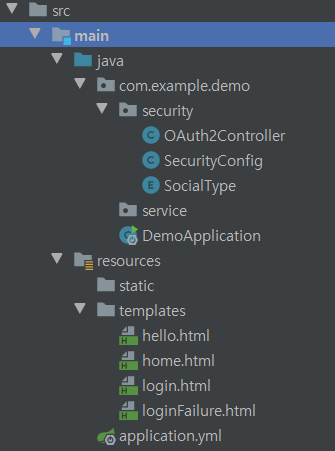 src
main
java
com.example.demo
security
C OAuth2Controller
C SecurityConfig
E SocialType
service
C DemoApplication
resources
static
templates
H hello.html
H home.html
H login.html
H loginFailure.html
application.yml